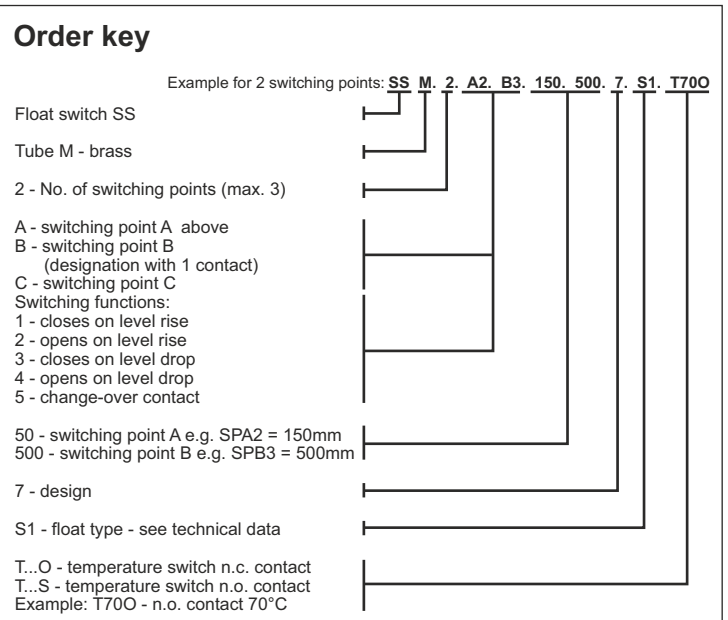 Order key
Example for 2 switching points: SS M. 2. A2. B3. 150. 500. 7. S1. T70O
Float switch SS
Tube M - brass
2 - No. of switching points (max. 3)
A - switching point A above
B - switching point B
(designation with 1 contact)
C - switching point C
Switching functions:
1 - closes on level rise
2 - opens on level rise
3 - closes on level drop
4 - opens on level drop
5 - change-over contact
50 - switching point A e.g. SPA2 = 150mm
500 - switching point B e.g. SPB3 = 500mm
7 - design
S1 - float type - see technical data
T...O - temperature switch n.c. contact
T...S - temperature switch n.o. contact
Example: T70O - n.o. contact 70°C